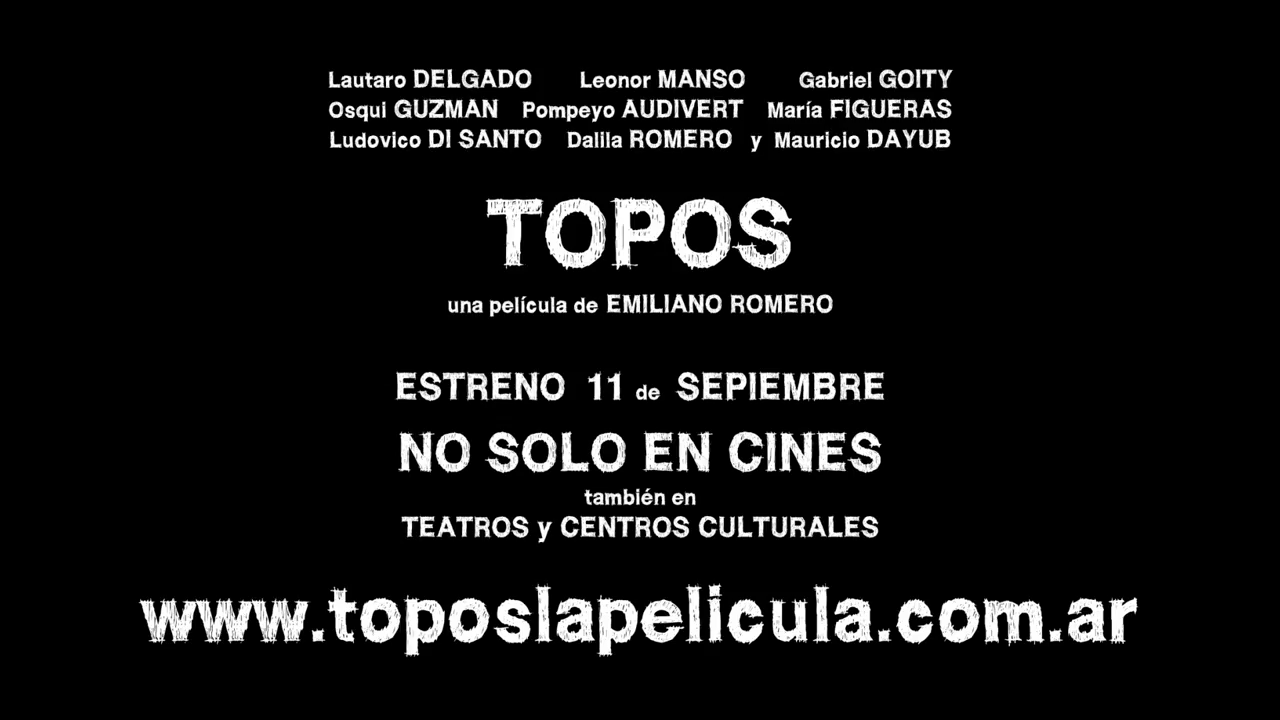 Lautaro DELGADO Leonor MANSO Gabriel GOITY
Osqui GUZMAN Pompeyo AUDIVERT María FIGUERAS
Ludovico DI SANTO Dalila ROMERO y Mauricio DAYUB
TOPOS
una película de EMILIANO ROMERO
ESTRENO 11 de SEPIEMBRE
NO SOLO EN CINES
también en
TEATROS y CENTROS CULTURALES
www.toposlapelicula.com.ar